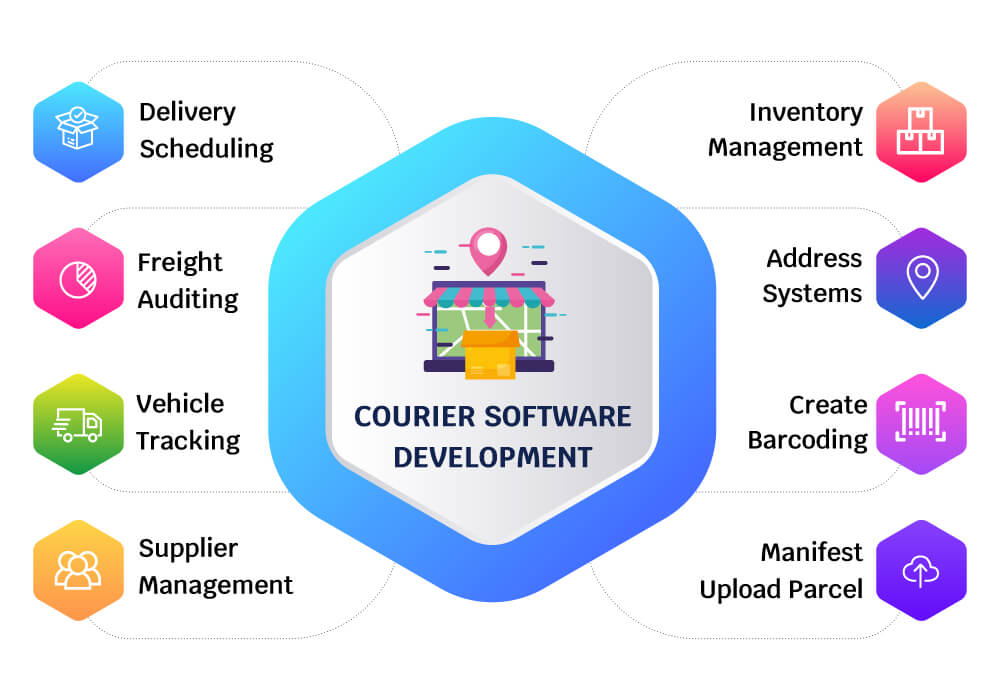 Delivery
Scheduling
Freight
Auditing
Vehicle
Tracking
Supplier
Management
COURIER SOFTWARE
DEVELOPMENT
Inventory
Management
Address
Systems
Create
Barcoding
Manifest
Upload Parcel